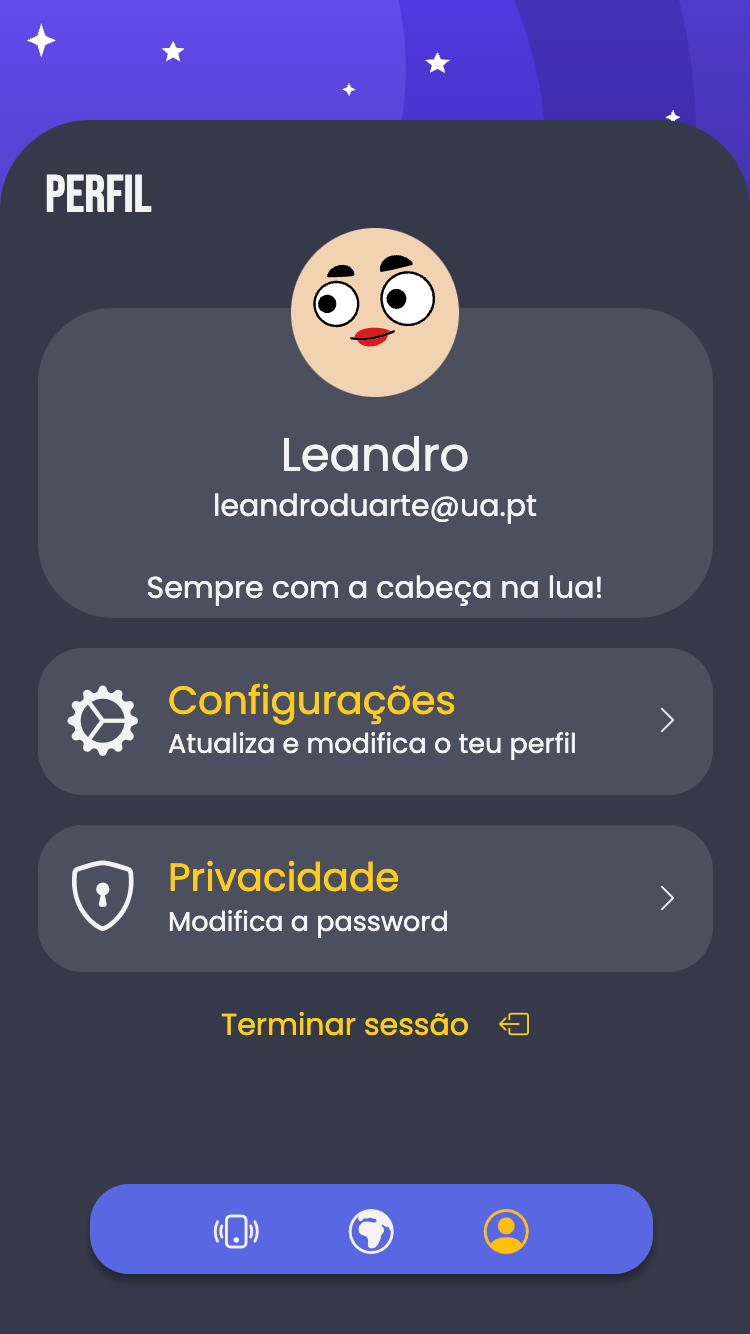 PERFIL
Leandro
leandroduarte@ua.pt
Sempre com a cabeça na lua!
Configurações
Atualiza e modifica o teu perfil
Privacidade
Modifica a password
Terminar sessão